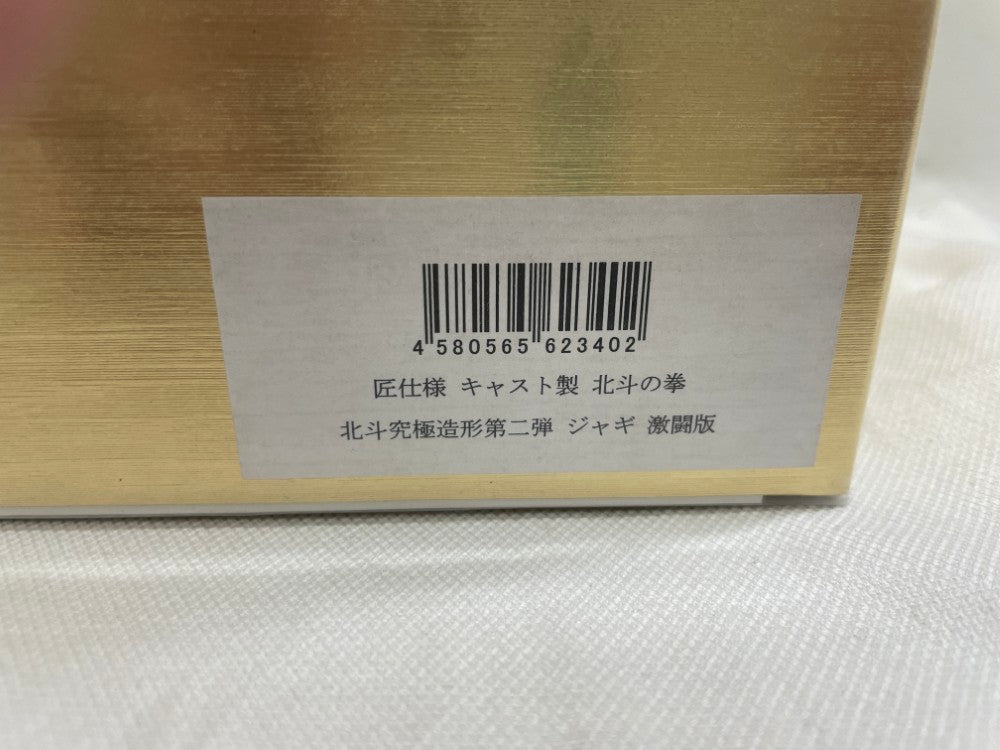 4 580565 623402
匠仕様 キャスト製 北斗の拳
北斗究極造形第二弾 ジャギ 激闘版